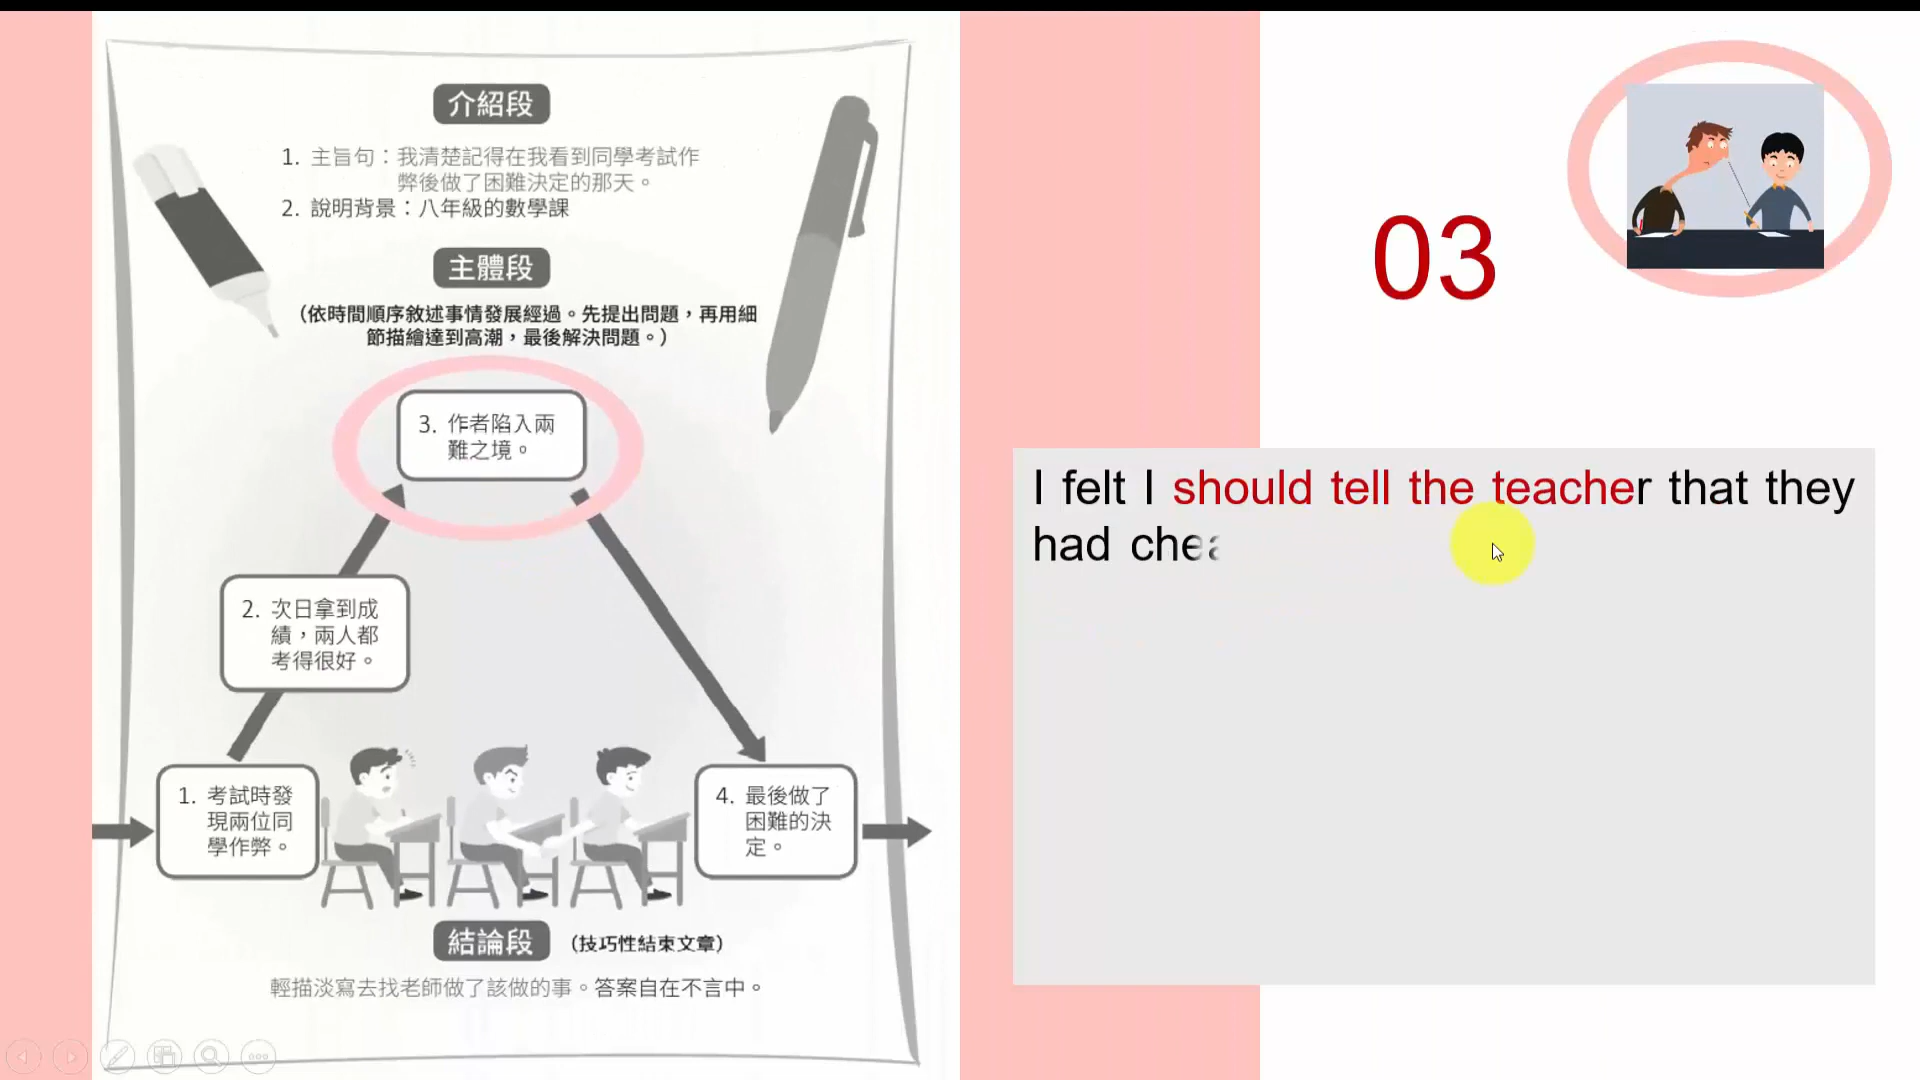 介紹段
1. 主旨句：我清楚記得在我看到同學考試作
弊後做了困難決定的那天。
2. 說明背景：八年級的數學課
主體段
（依時間順序敘述事情發展經過。先提出問題，再用細
節描繪達到高潮，最後解決問題。）
3. 作者陷入兩
難之境。
2. 次日拿到成
績，兩人都
考得很好。
1. 考試時發
現兩位同
學作弊。
4. 最後做了
困難的決
定。
結論段 （技巧性結束文章）
輕描淡寫去找老師做了該做的事。答案自在不言中。
03
I felt I should tell the teacher that they
had chea